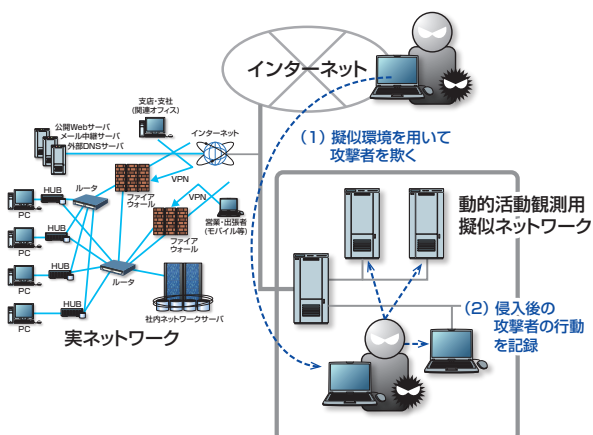 インターネット
支店・支社
(関連オフィス)
公開Webサーバ
メール中継サーバ
外部DNSサーバ
インターネット
(1) 擬似環境を用いて
攻撃者を欺く
VPN
ルータ
HUB
PC
ファイア
ウォール
VPN
営業・出張者
(モバイル等)
HUB
PC
ファイア
ウォール
HUB
PC
ルータ
HUB
PC
社内ネットワークサーバ
実ネットワーク
動的活動観測用
擬似ネットワーク
(2) 侵入後の
攻撃者の行動
を記録